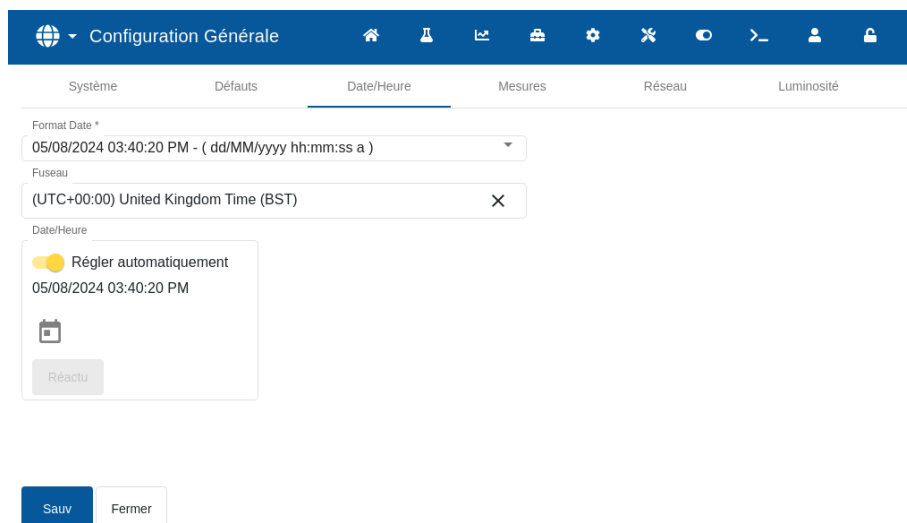 Configuration Générale
Système Défauts Date/Heure Mesures Réseau Luminosité
Format Date *
05/08/2024 03:40:20 PM - ( dd/MM/yyyy hh:mm:ss a )
Fuseau
(UTC+00:00) United Kingdom Time (BST)
Date/Heure
Régler automatiquement
05/08/2024 03:40:20 PM
Réactu
Sauv Fermer